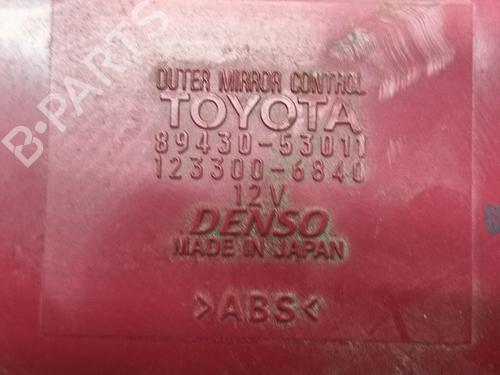 B-PARTS
OUTER MIRROR CONTROL
TOYOTA
89430-53011
123300-6840
12V
DENSO
MADE IN JAPAN
>ABS<